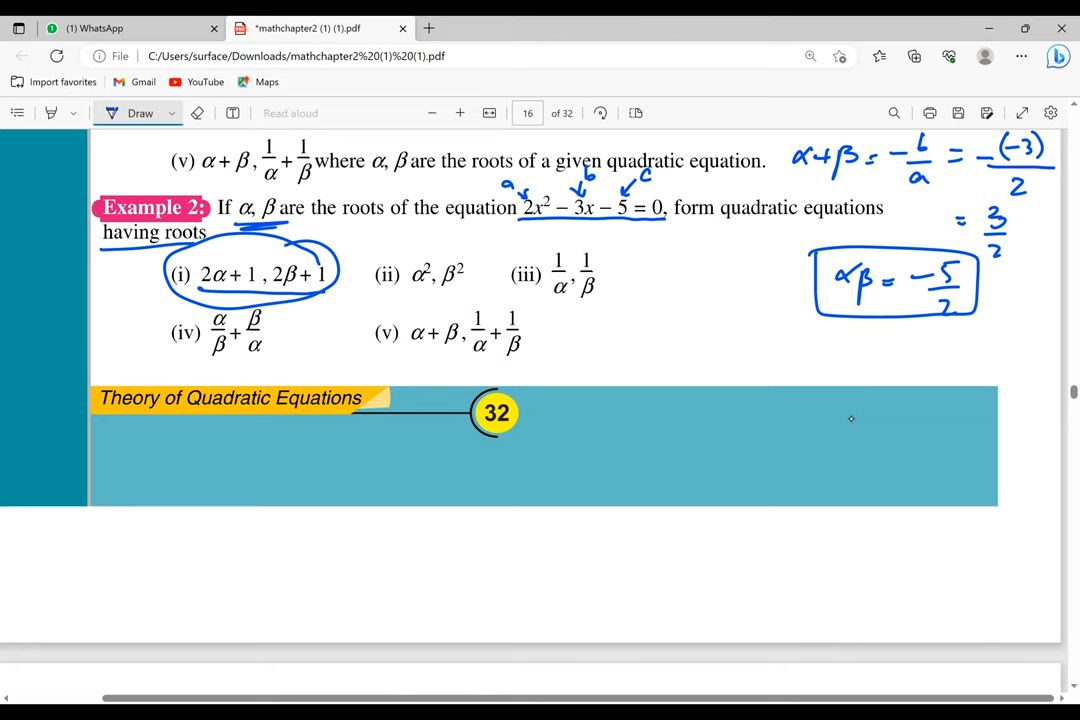 (1) WhatsApp
*mathchapter2 (1) (1).pdf
File C:/Users/surface/Downloads/mathchapter2%20(1)%20(1).pdf
Import favorites Gmail YouTube Maps
Draw Read aloud 16 of 32
(v) α + β, 1/α + 1/β where α, β are the roots of a given quadratic equation.
α+β = -b/a = -(-3)/2
= 3/2
a b c
Example 2: If α, β are the roots of the equation 2x² − 3x − 5 = 0, form quadratic equations
having roots
(i) 2α + 1 , 2β + 1 (ii) α², β² (iii) 1/α, 1/β
αβ = -5/2
(iv) α/β + β/α (v) α + β, 1/α + 1/β
Theory of Quadratic Equations 32